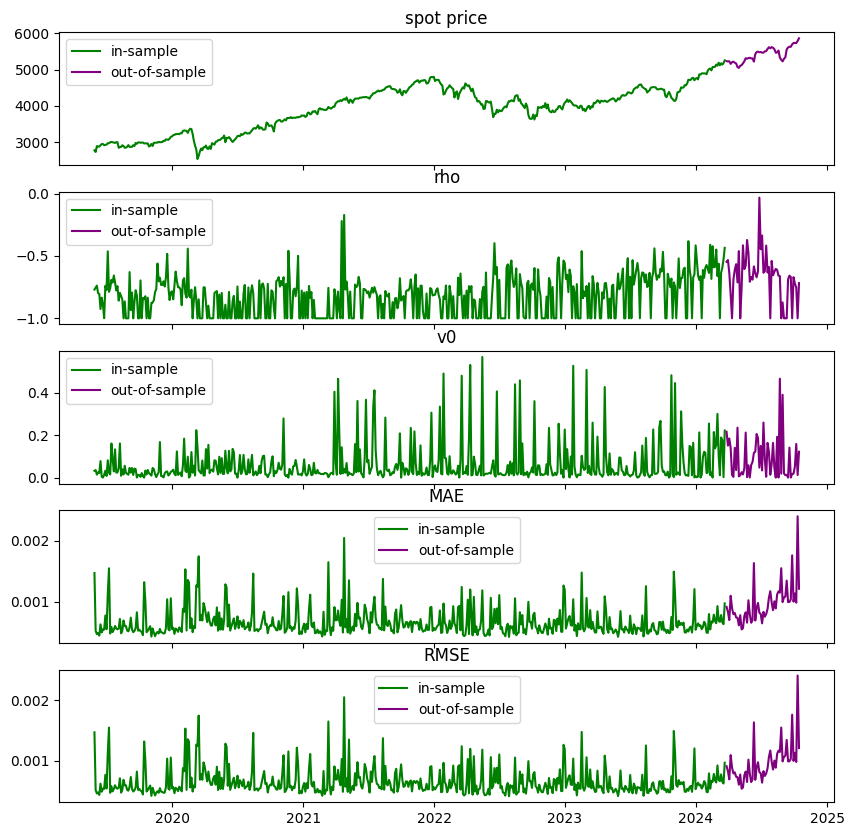 spot price
6000
5000
4000
3000
in-sample
out-of-sample
rho
0.0
−0.5
−1.0
in-sample
out-of-sample
v0
0.4
0.2
0.0
in-sample
out-of-sample
MAE
0.002
0.001
in-sample
out-of-sample
RMSE
0.002
0.001
in-sample
out-of-sample
2020 2021 2022 2023 2024 2025